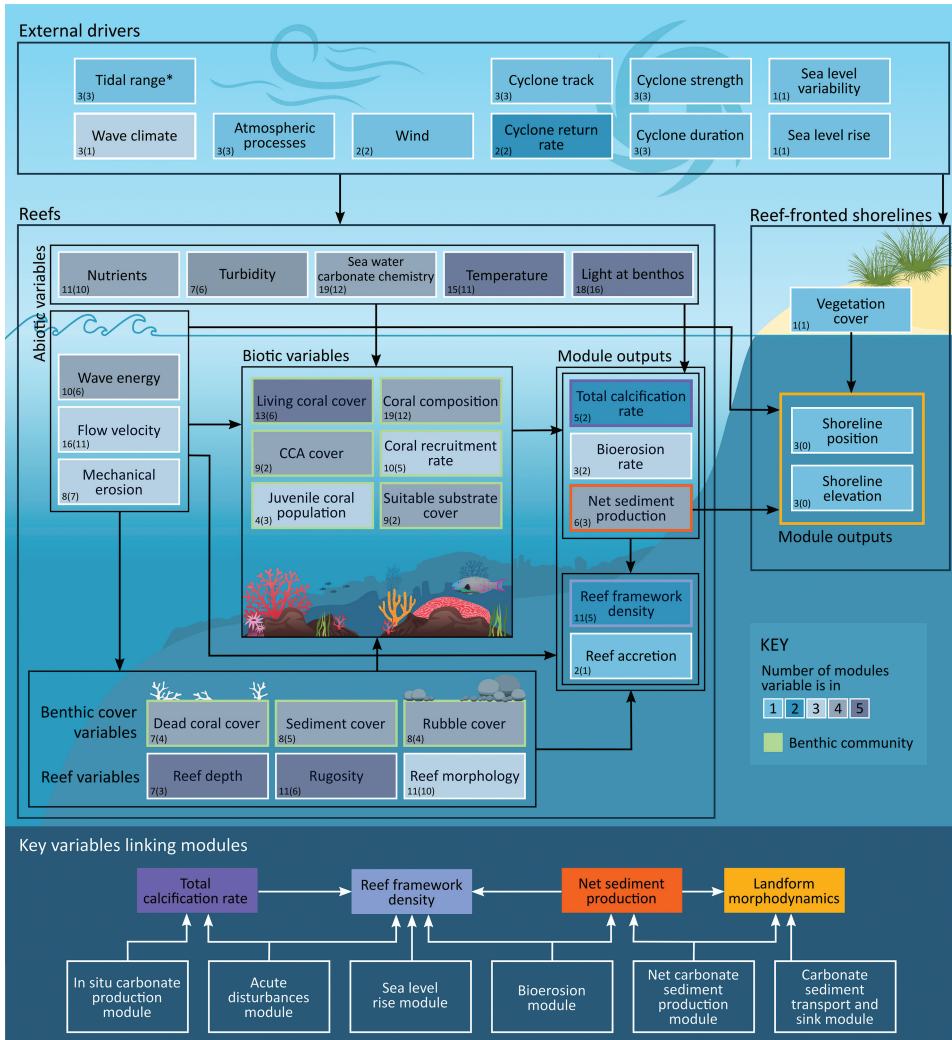 External drivers
Tidal range*
3(3)
Cyclone track
3(3)
Cyclone strength
3(3)
Sea level
variability
1(1)
Wave climate
3(1)
Atmospheric
processes
3(3)
Wind
2(2)
Cyclone return
rate
2(2)
Cyclone duration
3(3)
Sea level rise
1(1)
Reefs
Reef-fronted shorelines
Abiotic variables
Nutrients
11(10)
Turbidity
7(6)
Sea water
carbonate chemistry
19(12)
Temperature
15(11)
Light at benthos
18(16)
Vegetation
cover
1(1)
Wave energy
10(6)
Flow velocity
16(11)
Mechanical
erosion
8(7)
Biotic variables
Living coral cover
13(6)
Coral composition
19(12)
CCA cover
9(2)
Coral recruitment
rate
10(5)
Juvenile coral
population
4(3)
Suitable substrate
cover
9(2)
Module outputs
Total calcification
rate
5(2)
Bioerosion
rate
3(2)
Net sediment
production
6(3)
Reef framework
density
11(5)
Reef accretion
2(1)
Shoreline
position
3(0)
Shoreline
elevation
3(0)
Module outputs
Benthic cover
variables
Dead coral cover
7(4)
Sediment cover
8(5)
Rubble cover
8(4)
Reef variables
Reef depth
7(3)
Rugosity
11(6)
Reef morphology
11(10)
KEY
Number of modules
variable is in
1 2 3 4 5
Benthic community
Key variables linking modules
Total
calcification rate
Reef framework
density
Net sediment
production
Landform
morphodynamics
In situ carbonate
production module
Acute
disturbances
module
Sea level
rise module
Bioerosion
module
Net carbonate
sediment
production
module
Carbonate
sediment
transport and
sink module